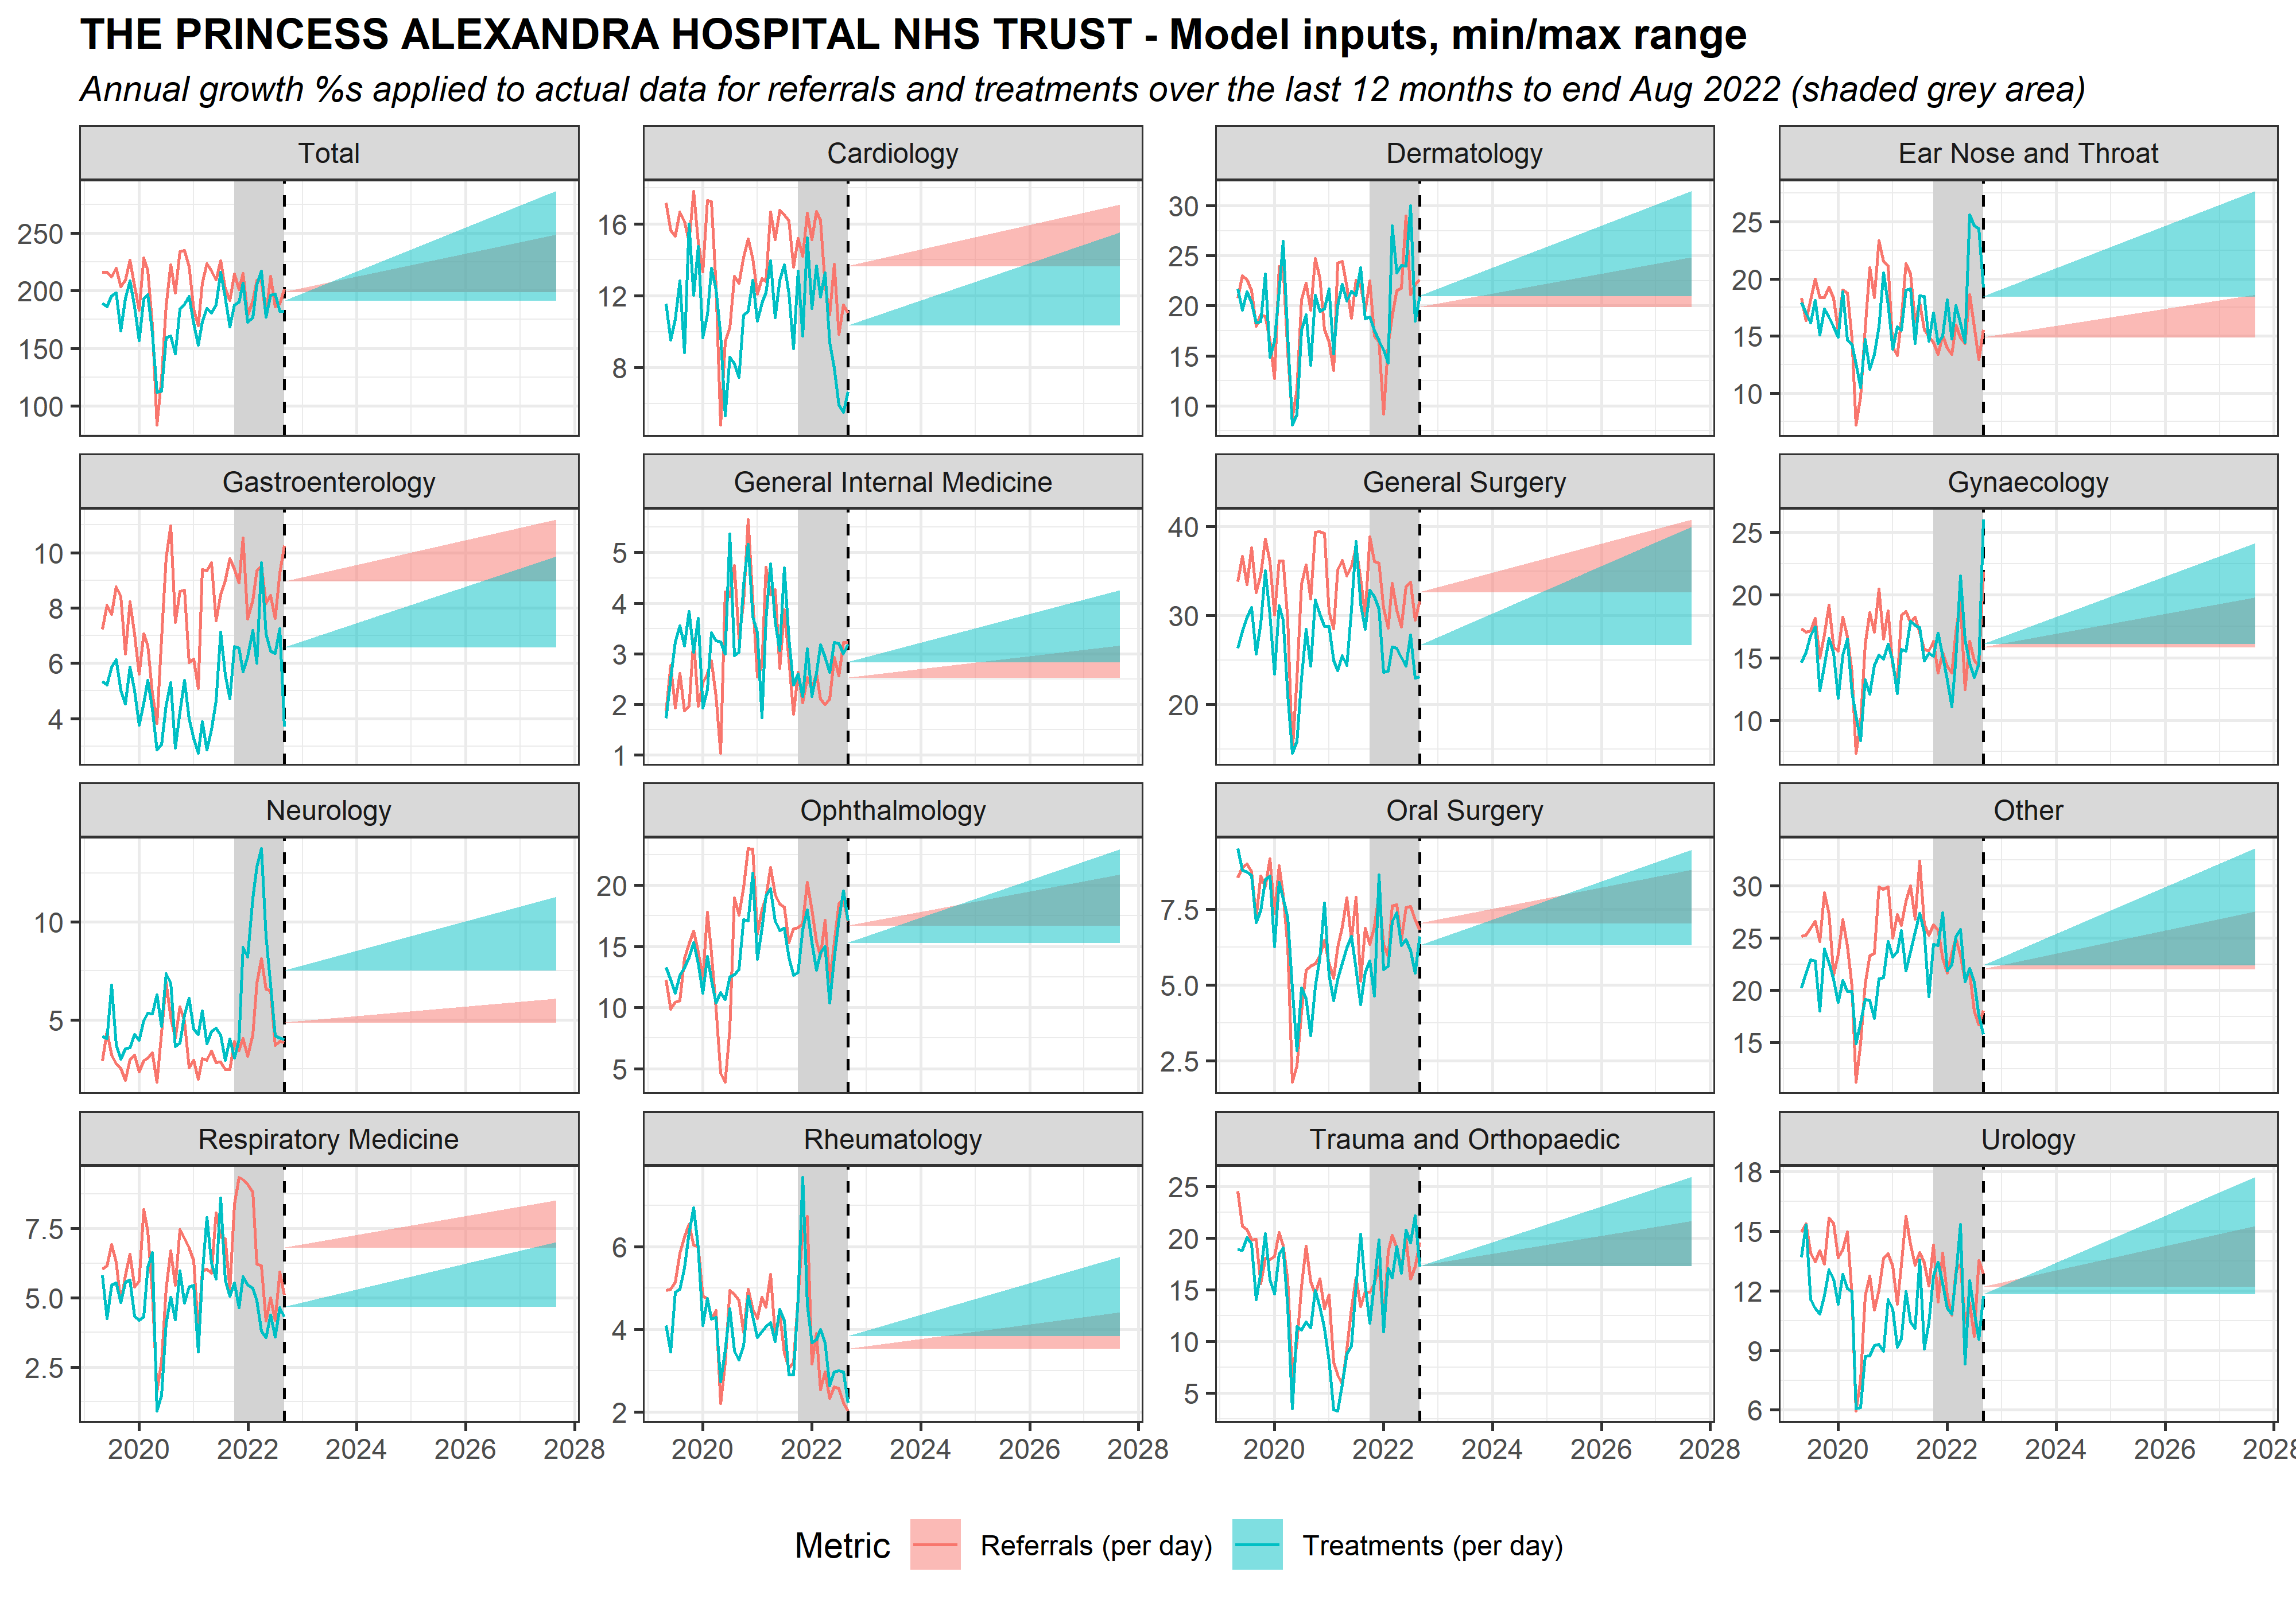 THE PRINCESS ALEXANDRA HOSPITAL NHS TRUST - Model inputs, min/max range
Annual growth %s applied to actual data for referrals and treatments over the last 12 months to end Aug 2022 (shaded grey area)
Total
Cardiology
Dermatology
Ear Nose and Throat
250
200
150
100
16
12
8
30
25
20
15
10
25
20
15
10
Gastroenterology
General Internal Medicine
General Surgery
Gynaecology
10
8
6
4
5
4
3
2
1
40
30
20
25
20
15
10
Neurology
Ophthalmology
Oral Surgery
Other
10
5
20
15
10
5
7.5
5.0
2.5
30
25
20
15
Respiratory Medicine
Rheumatology
Trauma and Orthopaedic
Urology
7.5
5.0
2.5
6
4
2
25
20
15
10
5
18
15
12
9
6
2020 2022 2024 2026 2028
2020 2022 2024 2026 2028
2020 2022 2024 2026 2028
2020 2022 2024 2026 2028
Metric Referrals (per day) Treatments (per day)